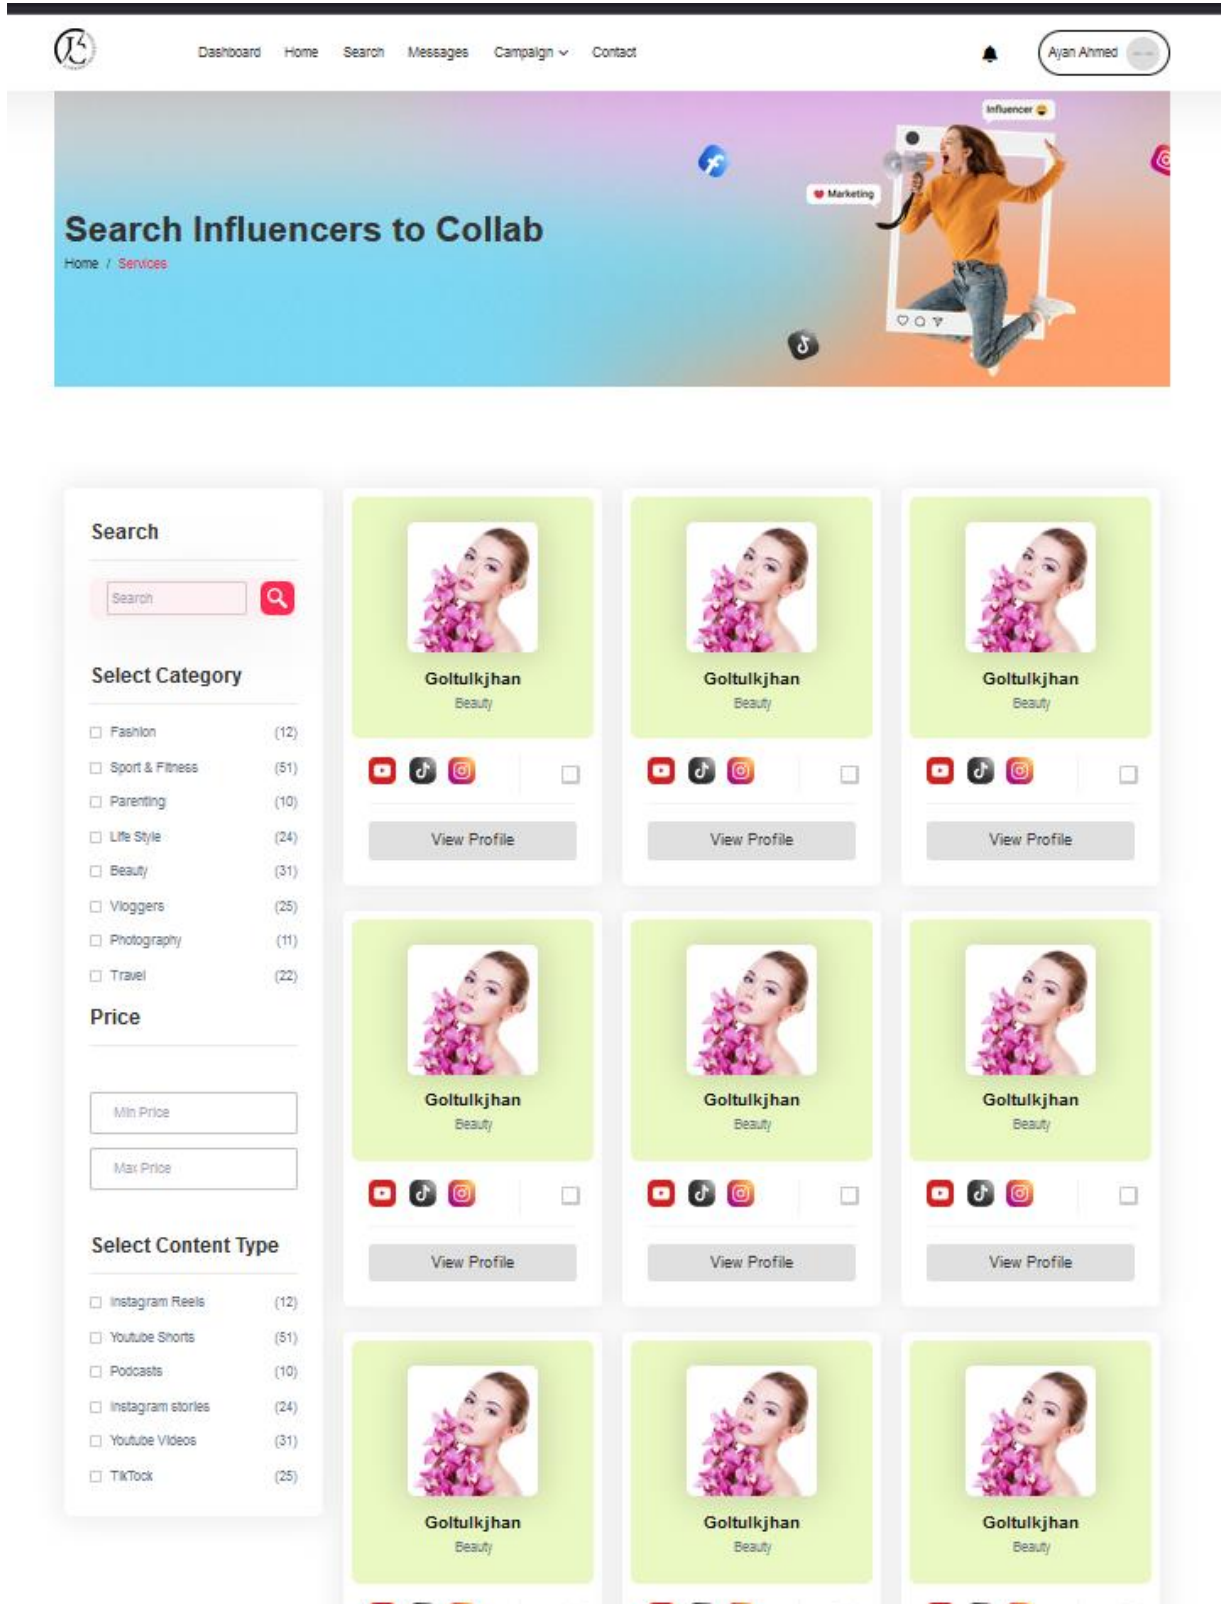 Dashboard Home Search Messages Campaign Contact
Ayan Ahmed
Influencer
Marketing
Search Influencers to Collab
Home / Services
Search
Search
Select Category
Fashion (12)
Sport & Fitness (51)
Parenting (10)
Life Style (24)
Beauty (31)
Vloggers (25)
Photography (11)
Travel (22)
Price
Min Price
Max Price
Select Content Type
Instagram Reels (12)
Youtube Shorts (51)
Podcasts (10)
Instagram stories (24)
Youtube Videos (31)
TikTock (25)
Goltulkjhan Goltulkjhan Goltulkjhan
Beauty Beauty Beauty
View Profile View Profile View Profile
Goltulkjhan Goltulkjhan Goltulkjhan
Beauty Beauty Beauty
View Profile View Profile View Profile
Goltulkjhan Goltulkjhan Goltulkjhan
Beauty Beauty Beauty